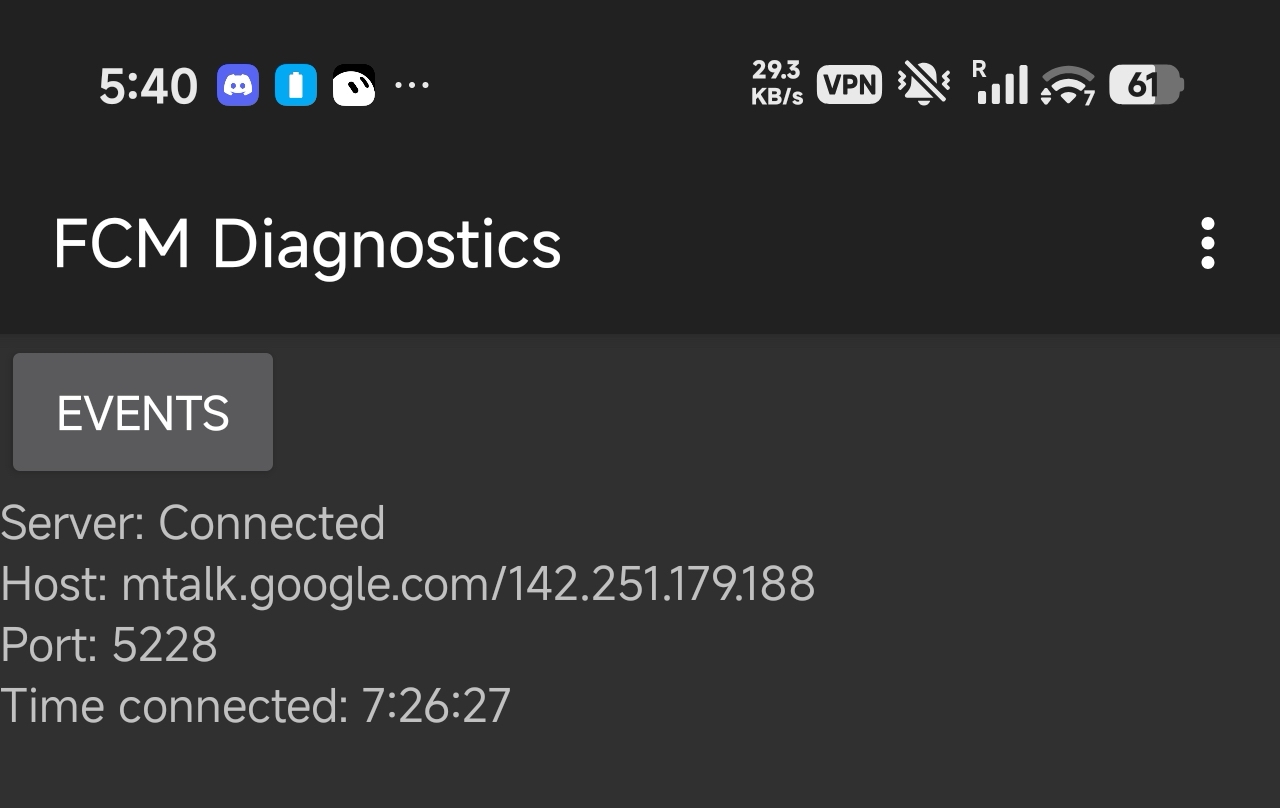 5:40
29.3
KB/s
VPN
R
7
61
FCM Diagnostics
EVENTS
Server: Connected
Host: mtalk.google.com/142.251.179.188
Port: 5228
Time connected: 7:26:27